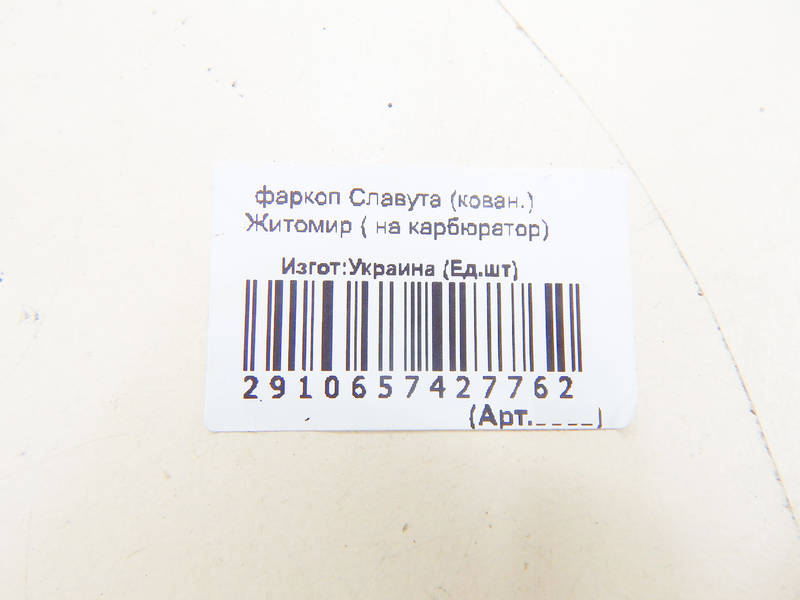 фаркоп Славута (кован.)
Житомир ( на карбюратор)
Изгот:Украина (Ед.шт)
2910657427762
(Арт.____)